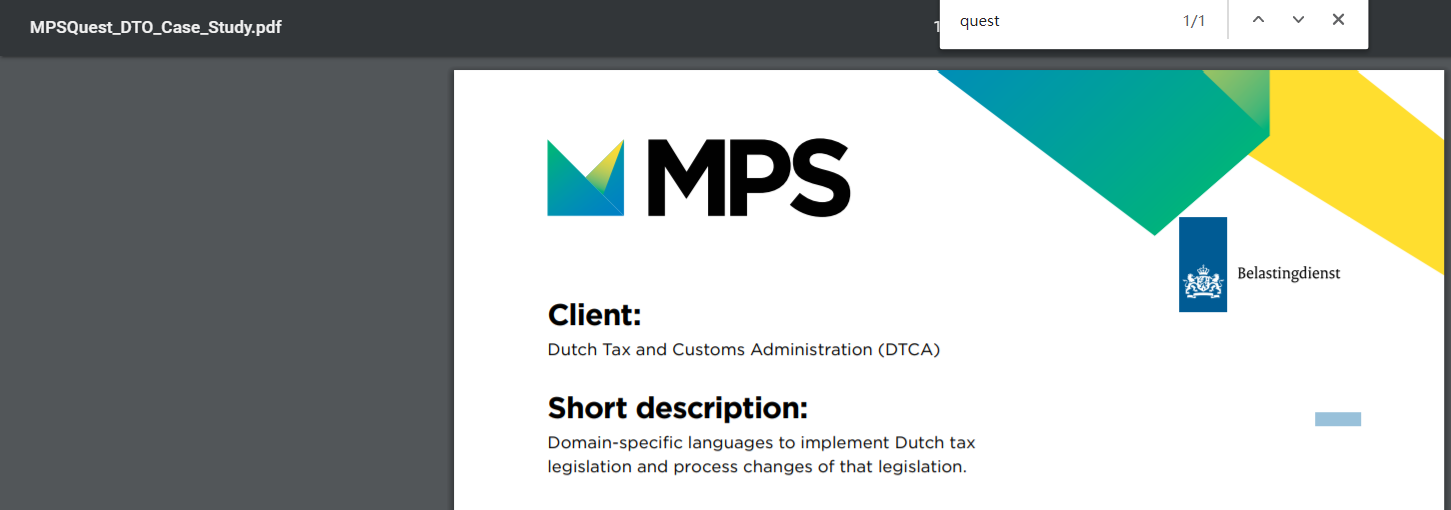 MPSQuest_DTO_Case_Study.pdf
quest 1/1
MPS
Belastingdienst
Client:
Dutch Tax and Customs Administration (DTCA)
Short description:
Domain-specific languages to implement Dutch tax
legislation and process changes of that legislation.